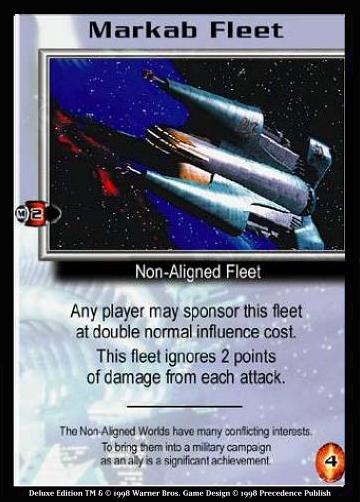 Markab Fleet
M 2
Non-Aligned Fleet
Any player may sponsor this fleet
at double normal influence cost.
This fleet ignores 2 points
of damage from each attack.
The Non-Aligned Worlds have many conflicting interests.
To bring them into a military campaign
as an ally is a significant achievement.
4
Deluxe Edition TM & © 1998 Warner Bros. Game Design © 1998 Precedence Publish